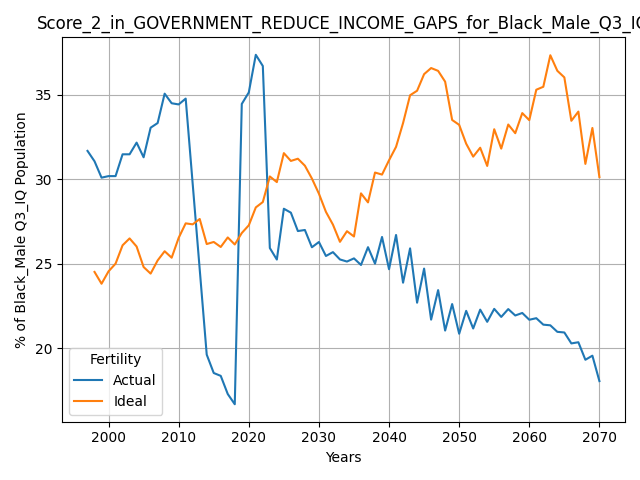 Score_2_in_GOVERNMENT_REDUCE_INCOME_GAPS_for_Black_Male_Q3_IQ
% of Black_Male Q3_IQ Population
35
30
25
20
Fertility
Actual
Ideal
2000 2010 2020 2030 2040 2050 2060 2070
Years